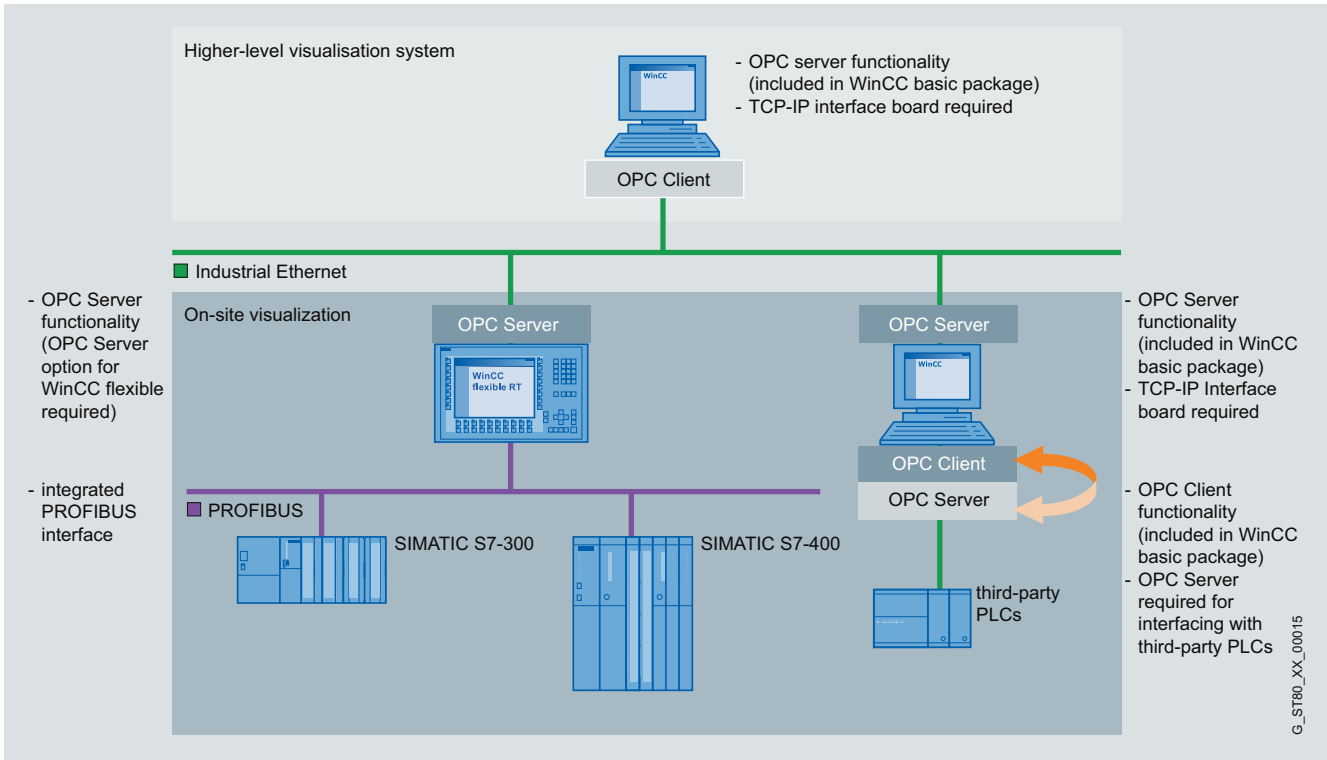 Higher-level visualisation system
WinCC
- OPC server functionality
(included in WinCC basic package)
- TCP-IP interface board required
OPC Client
Industrial Ethernet
- OPC Server
functionality
(OPC Server
option for
WinCC flexible
required)
- integrated
PROFIBUS
interface
On-site visualization
OPC Server
WinCC
flexible RT
PROFIBUS
SIMATIC S7-300
SIMATIC S7-400
OPC Server
WinCC
OPC Client
OPC Server
third-party
PLCs
- OPC Server
functionality
(included in WinCC
basic package)
- TCP-IP Interface
board required
- OPC Client
functionality
(included in WinCC
basic package)
- OPC Server
required for
interfacing with
third-party PLCs
G_ST80_XX_00015